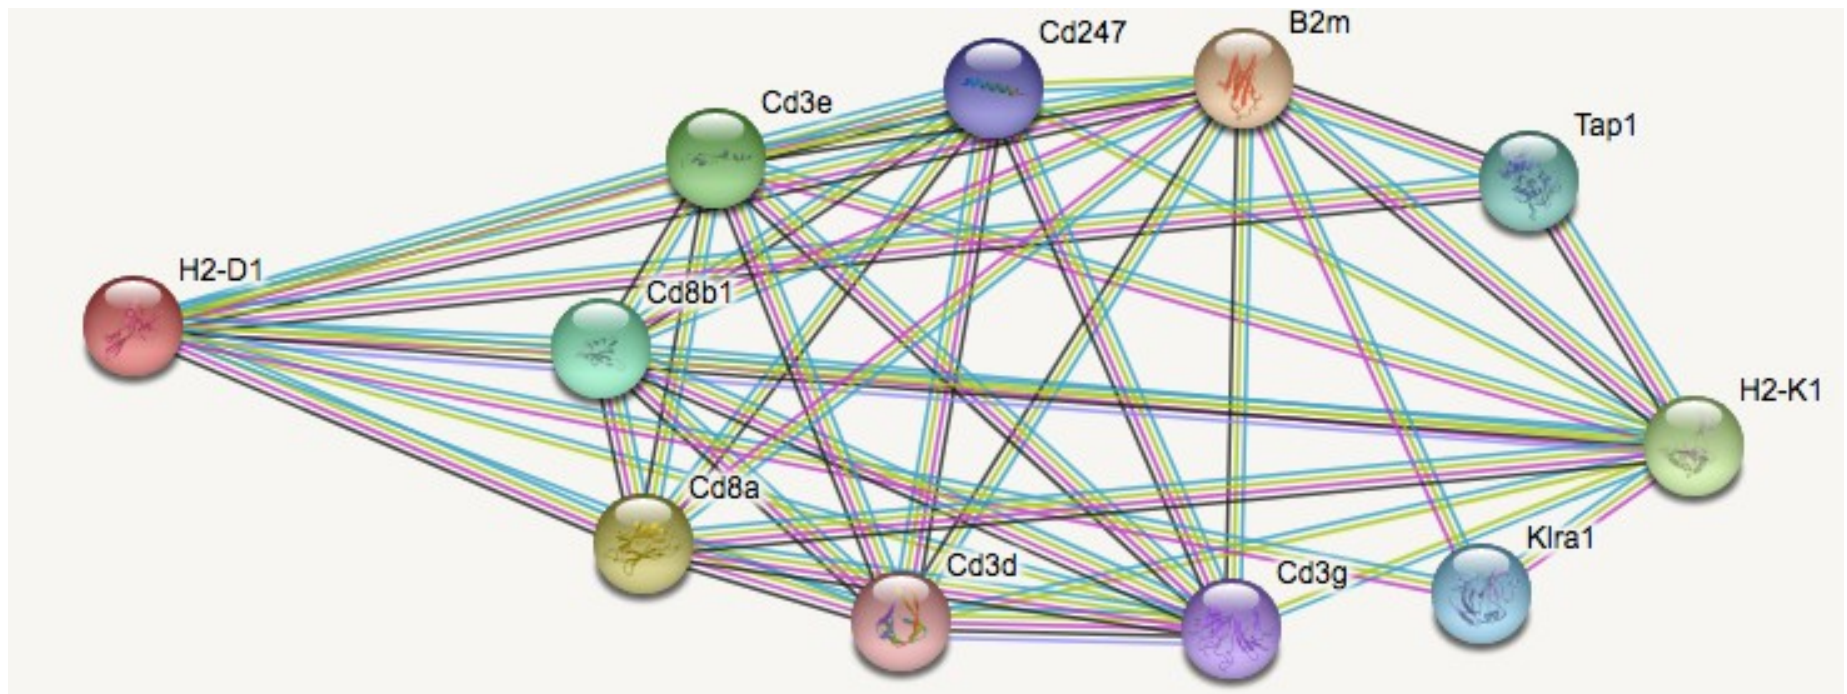 Cd247
B2m
Cd3e
Tap1
H2-D1
Cd8b1
H2-K1
Cd8a
Klra1
Cd3d
Cd3g